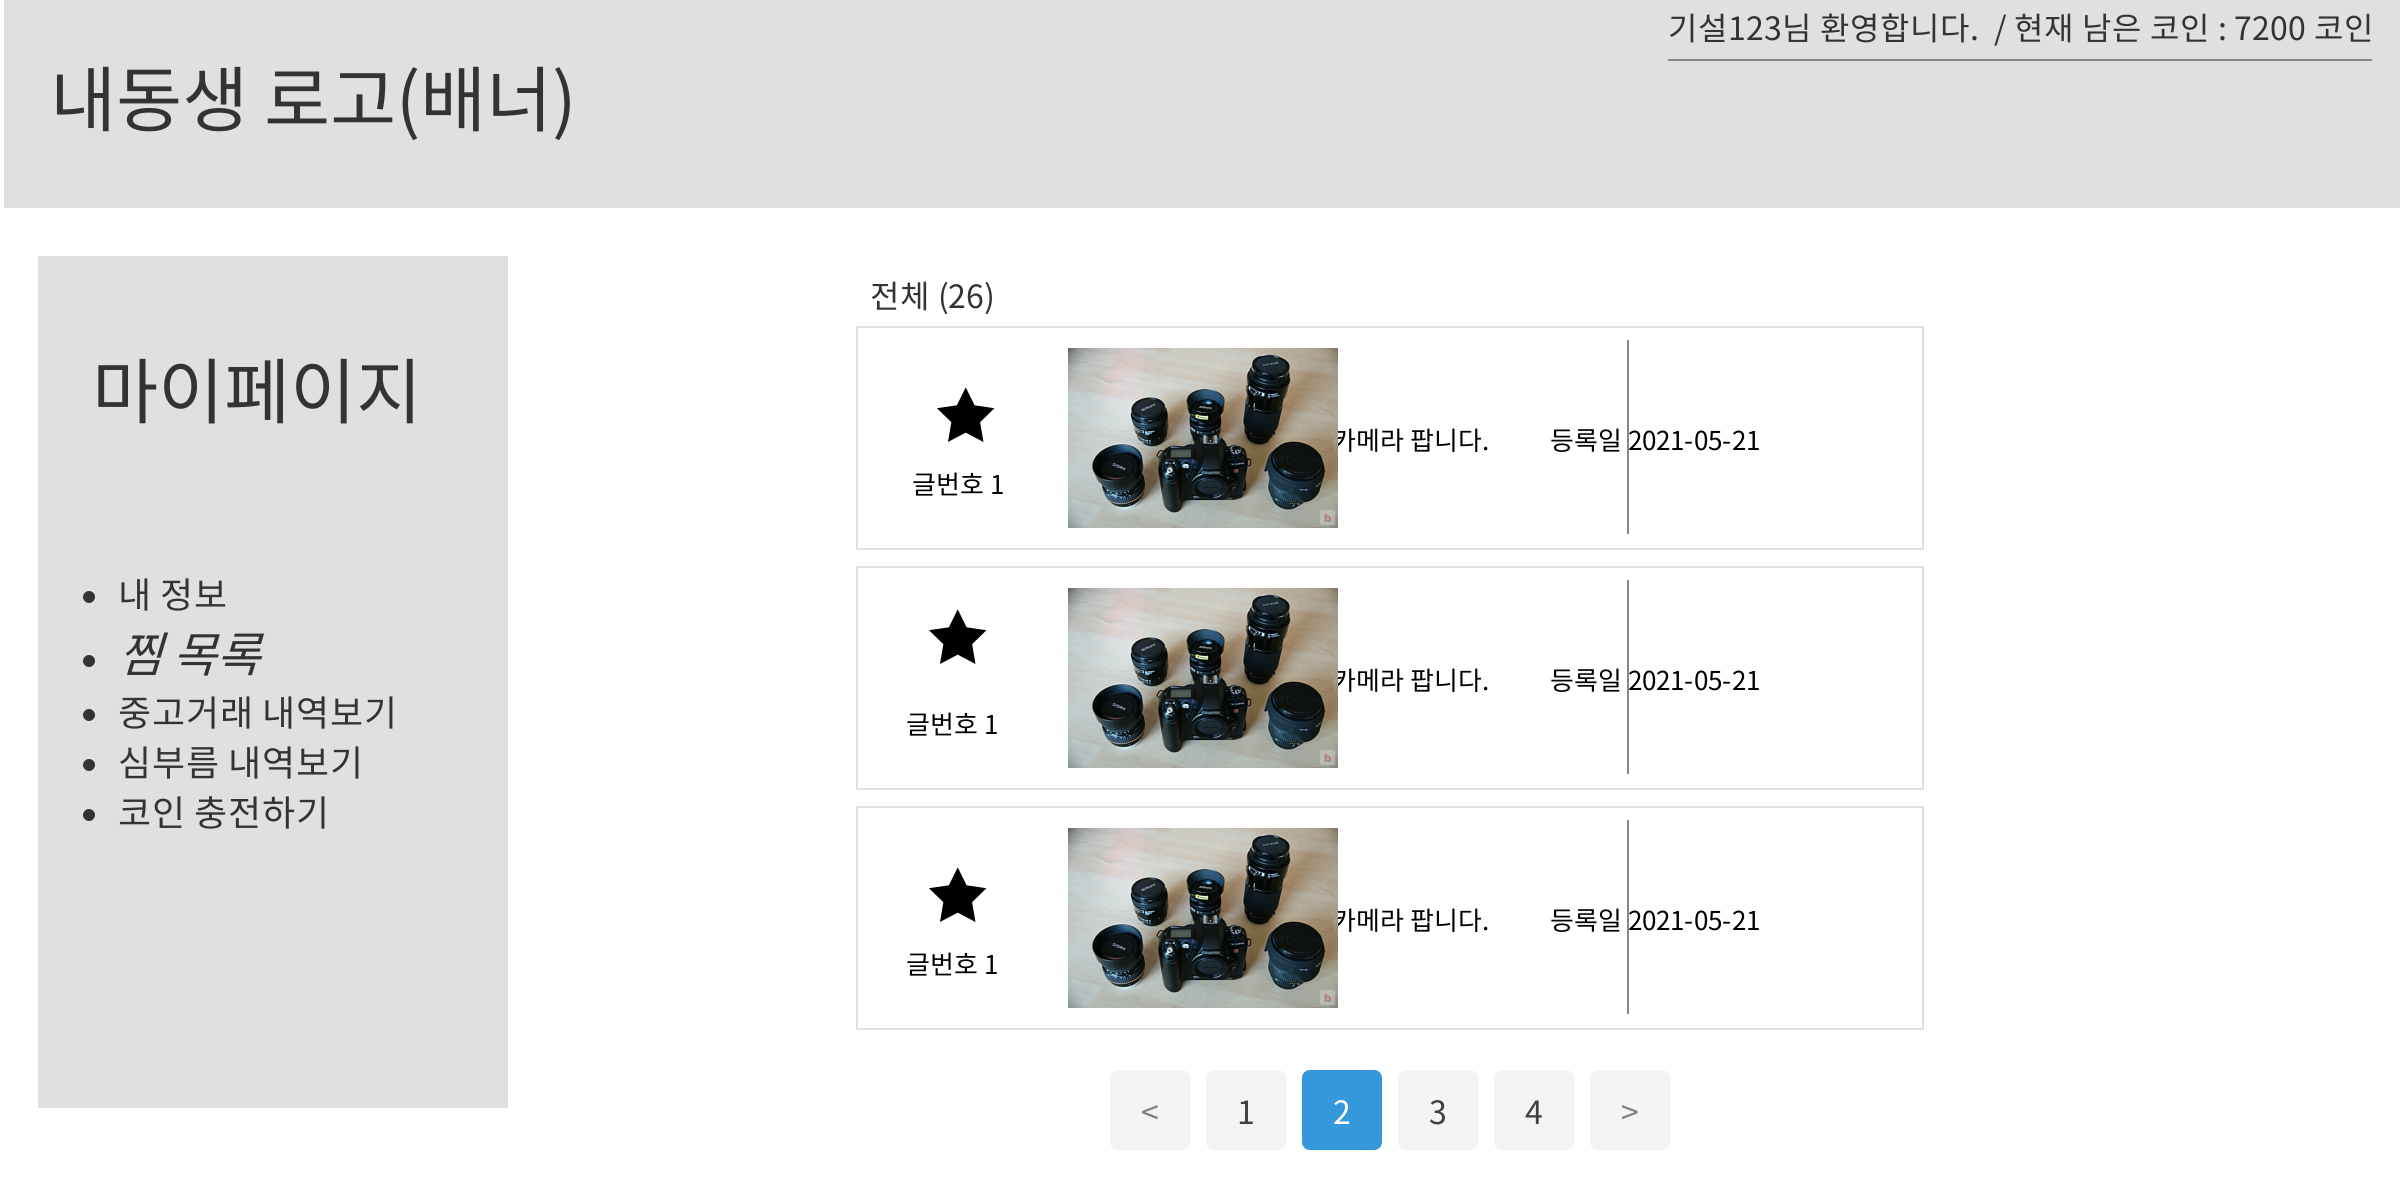 기설123님 환영합니다. / 현재 남은 코인 : 7200 코인
내동생 로고(배너)
마이페이지
내 정보
찜 목록
중고거래 내역보기
심부름 내역보기
코인 충전하기
전체 (26)
카메라 팝니다. 등록일 2021-05-21
글번호 1
카메라 팝니다. 등록일 2021-05-21
글번호 1
카메라 팝니다. 등록일 2021-05-21
글번호 1
< 1 2 3 4 >